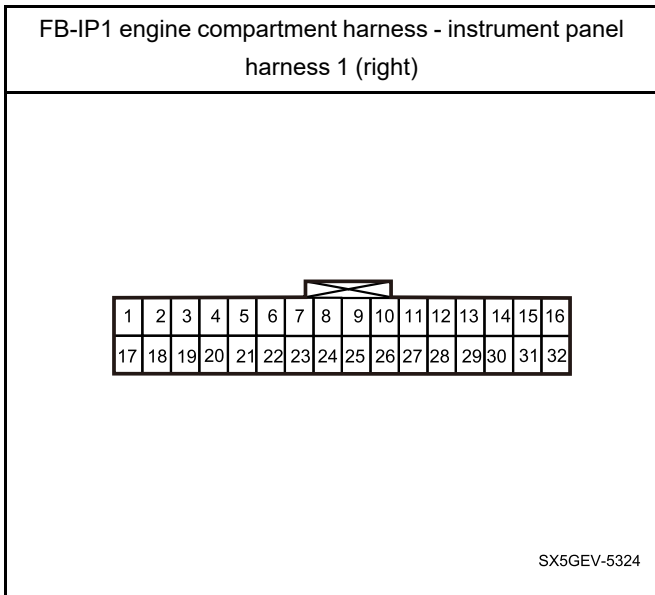 FB-IP1 engine compartment harness - instrument panel
harness 1 (right)
1 2 3 4 5 6 7 8 9 10 11 12 13 14 15 16
17 18 19 20 21 22 23 24 25 26 27 28 29 30 31 32
SX5GEV-5324